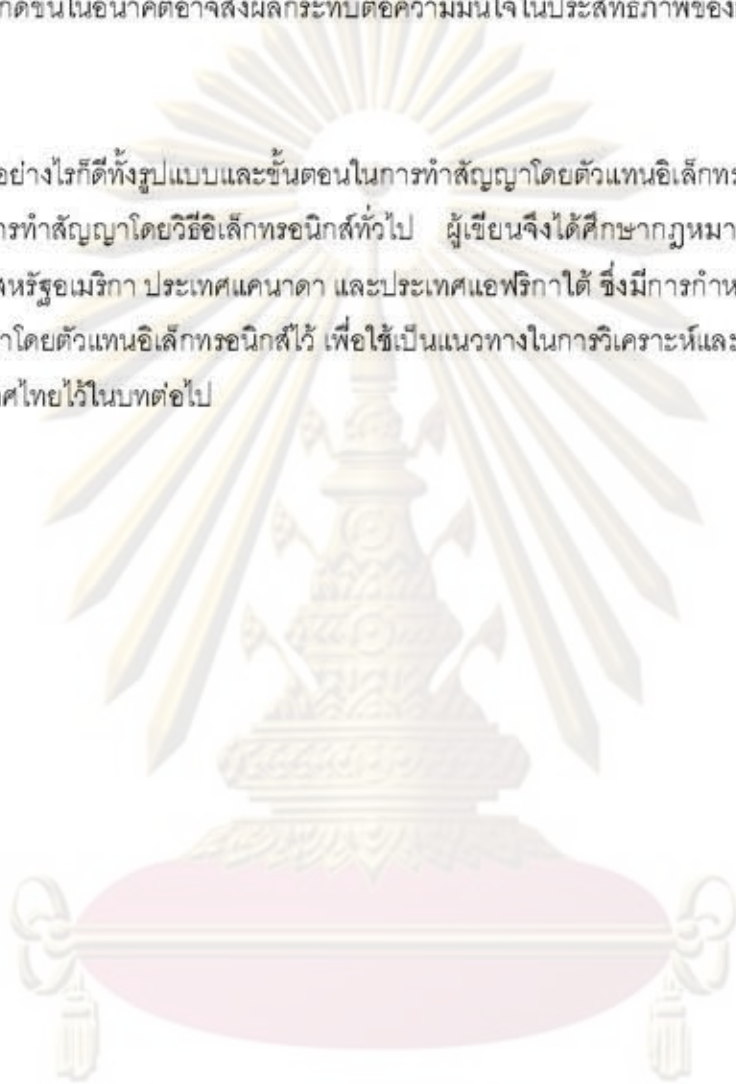 กิดขึ้นในอนาคตอาจส่งผลกระทบต่อความมั่นใจในประสิทธิภาพของ
อย่างไรก็ดีทั้งรูปแบบและขั้นตอนในการทำสัญญาโดยตัวแทนอิเล็กทร
ารทำสัญญาโดยวิธีอิเล็กทรอนิกส์ทั่วไป ผู้เขียนจึงได้ศึกษากฎหมา
สหรัฐอเมริกา ประเทศแคนาดา และประเทศแอฟริกาใต้ ซึ่งมีการกำห
าโดยตัวแทนอิเล็กทรอนิกส์ไว้ เพื่อใช้เป็นแนวทางในการวิเคราะห์และ
ศไทยไว้ในบทต่อไป